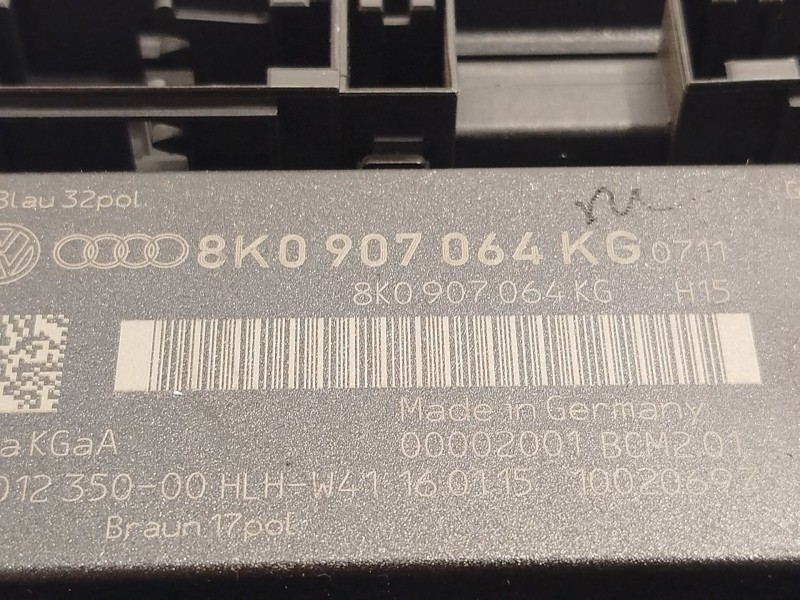 Blau 32pol.
8K0 907 064 KG 0711
8K0 907 064 KG H15
Made in Germany
a KGaA 00002001 BCM2 01
012 350-00 HLH-W41 16.01.15 1002069
Braun 17pol